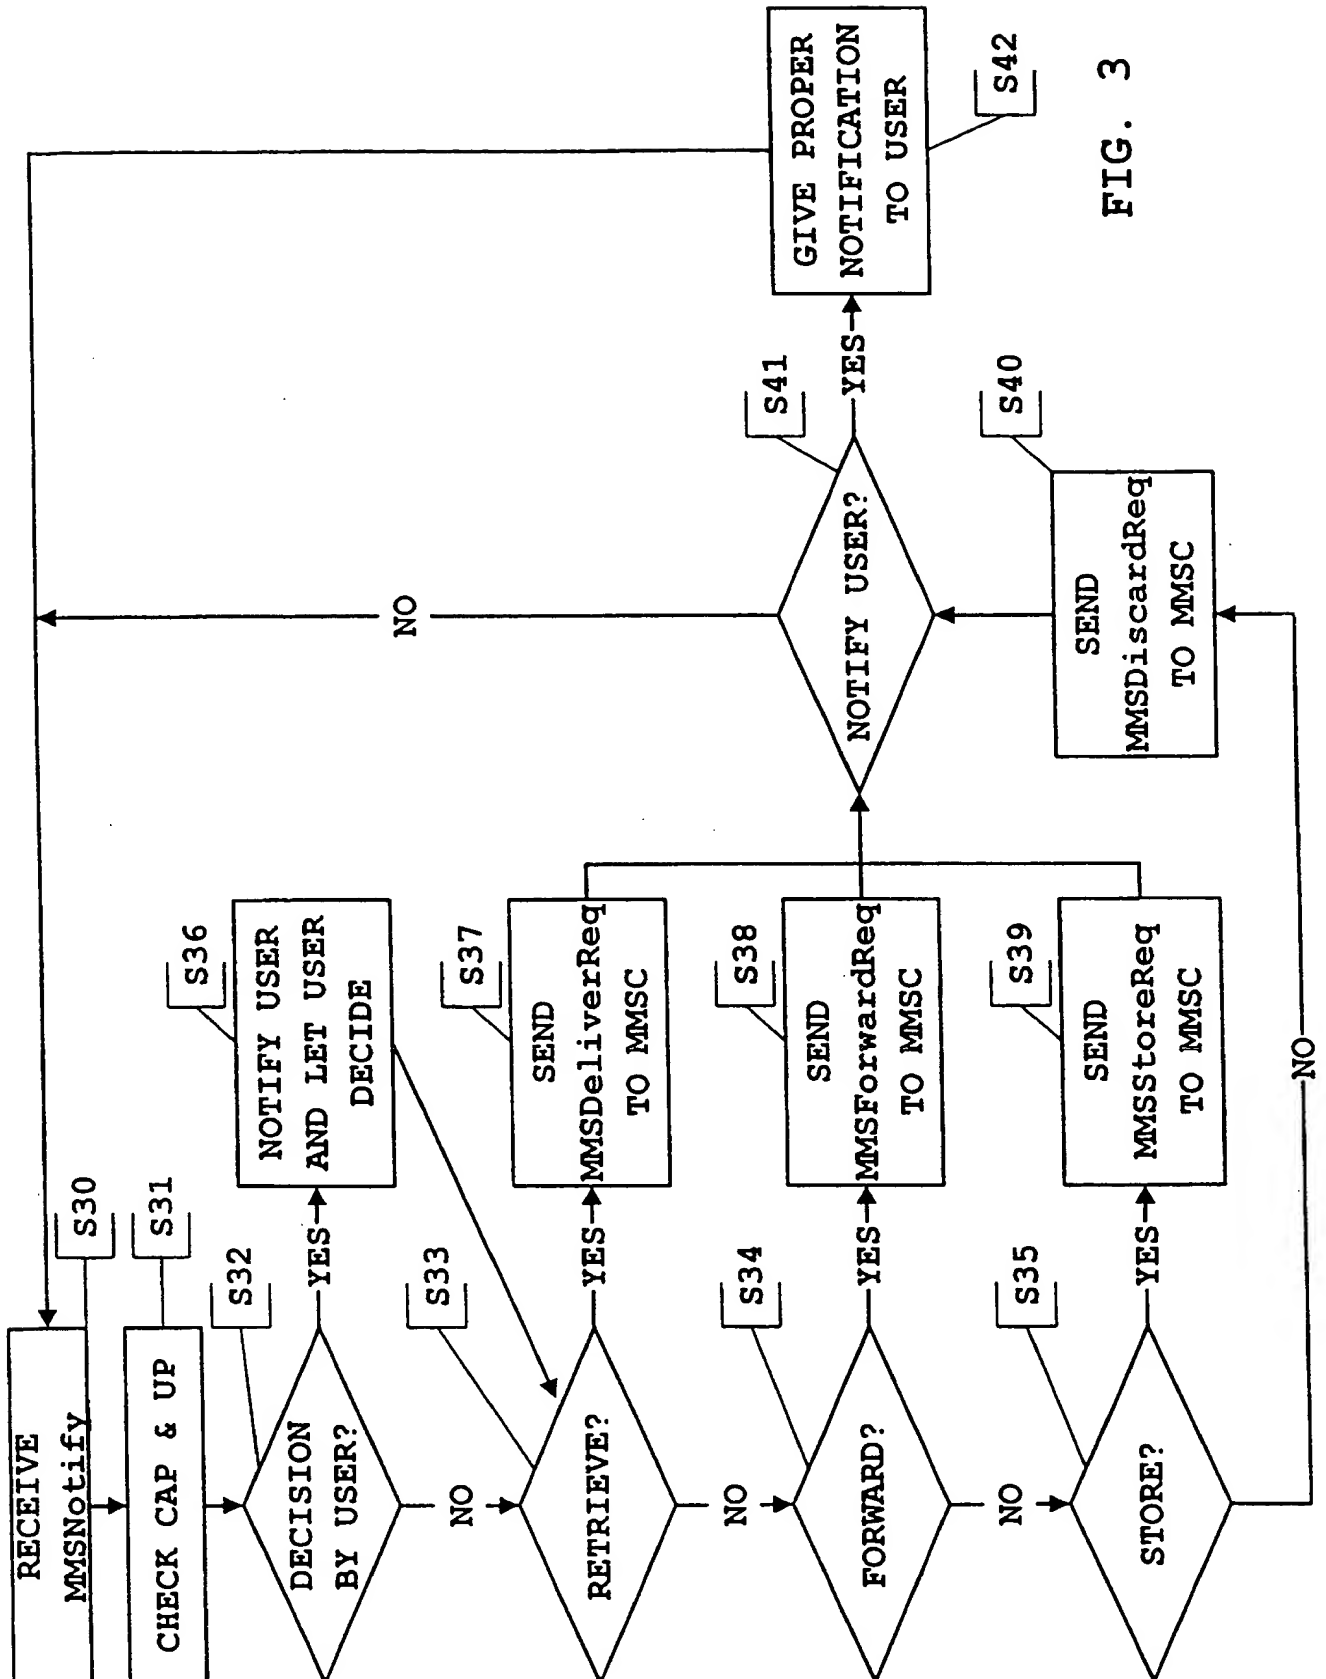 RECEIVE
MMSNotify
S30
CHECK CAP & UP
S31
DECISION
BY USER?
S32
YES
NO
NOTIFY USER
AND LET USER
DECIDE
S36
RETRIEVE?
S33
YES
NO
SEND
MMSDeliverReq
TO MMSC
S37
FORWARD?
S34
YES
NO
SEND
MMSForwardReq
TO MMSC
S38
STORE?
S35
YES
NO
SEND
MMSStoreReq
TO MMSC
S39
SEND
MMSDiscardReq
TO MMSC
S40
NOTIFY USER?
S41
YES
NO
GIVE PROPER
NOTIFICATION
TO USER
S42
FIG. 3